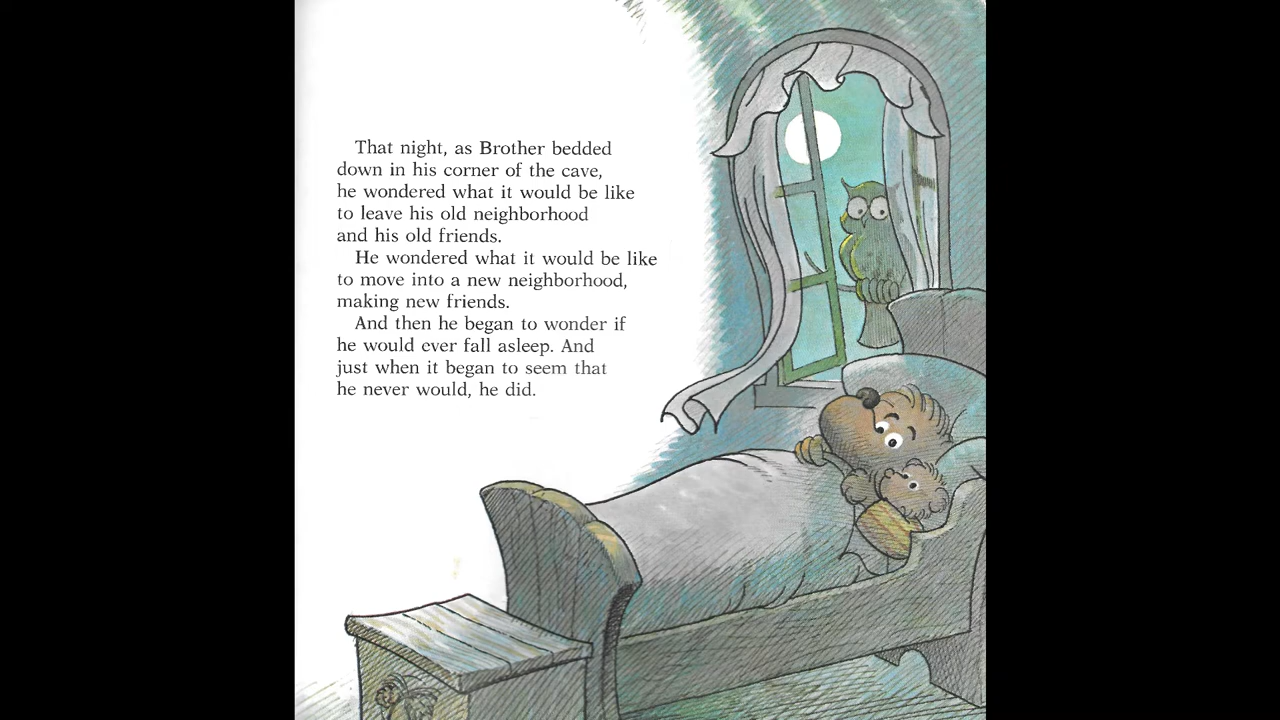 That night, as Brother bedded
down in his corner of the cave,
he wondered what it would be like
to leave his old neighborhood
and his old friends.
He wondered what it would be like
to move into a new neighborhood,
making new friends.
And then he began to wonder if
he would ever fall asleep. And
just when it began to seem that
he never would, he did.